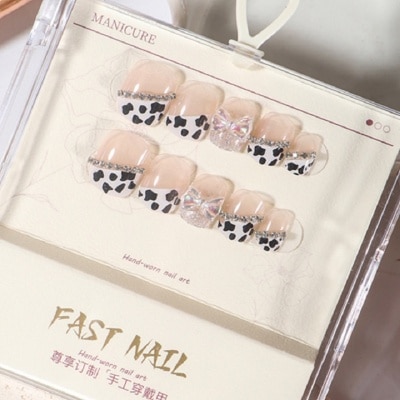 MANICURE
Hand-worn nail art
FAST NAIL
Hand-worn nail art
尊享订制「手工穿戴甲